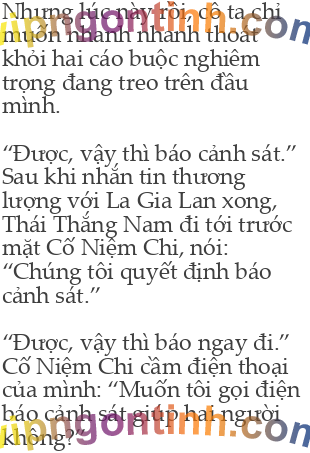 Nhưng lúc này rồi, cô ta chỉ
muốn nhanh nhanh thoát
khỏi hai cáo buộc nghiêm
trọng đang treo trên đầu
mình.
“Được, vậy thì báo cảnh sát.”
Sau khi nhắn tin thương
lượng với La Gia Lan xong,
Thái Thắng Nam đi tới trước
mặt Cố Niệm Chi, nói:
“Chúng tôi quyết định báo
cảnh sát.”
“Được, vậy thì báo ngay đi.”
Cố Niệm Chi cầm điện thoại
của mình: “Muốn tôi gọi điện
báo cảnh sát giúp hai người
không?”
vipngontinh.com
vipngontinh.com